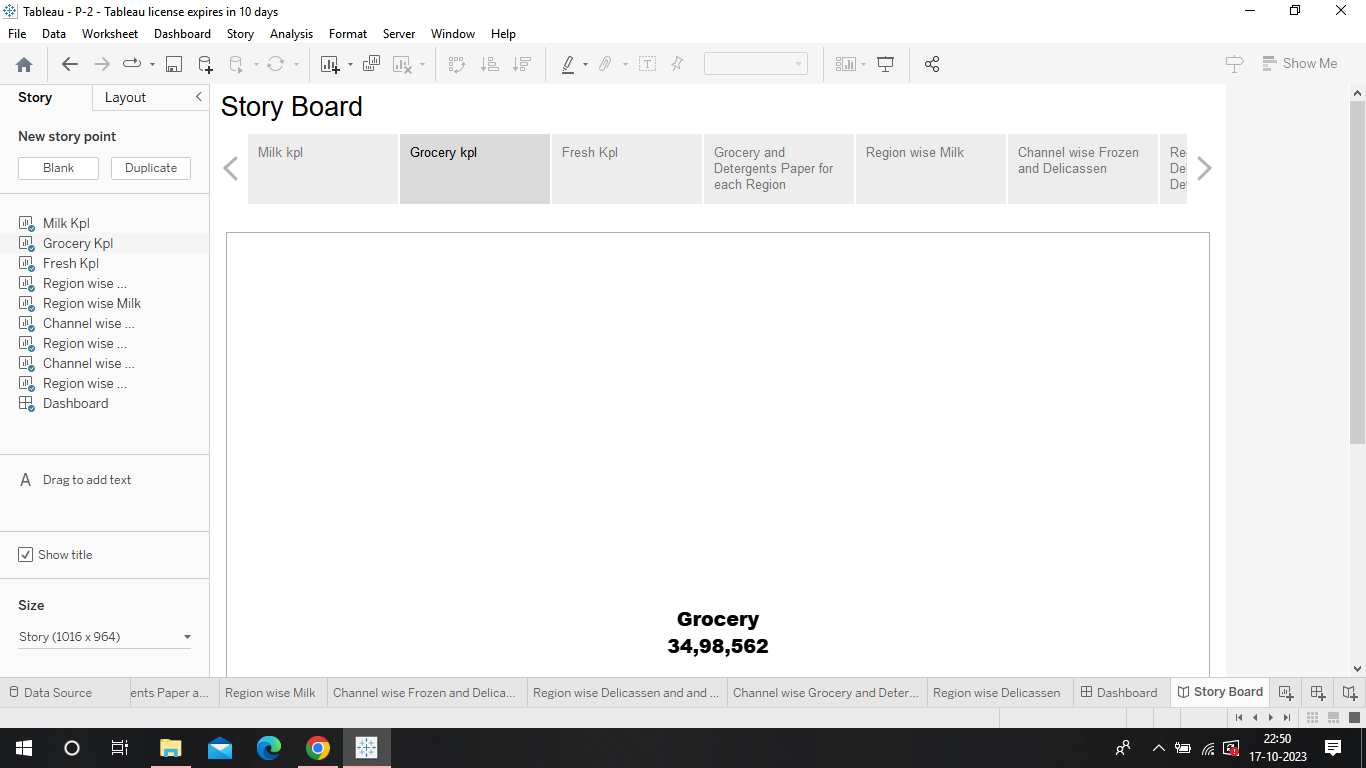 Tableau - P-2 - Tableau license expires in 10 days
File Data Worksheet Dashboard Story Analysis Format Server Window Help
Show Me
Story Layout
New story point
Blank Duplicate
Milk Kpl
Grocery Kpl
Fresh Kpl
Region wise ...
Region wise Milk
Channel wise ...
Region wise ...
Channel wise ...
Region wise ...
Dashboard
A Drag to add text
Show title
Size
Story (1016 x 964)
Story Board
Milk kpl
Grocery kpl
Fresh Kpl
Grocery and
Detergents Paper for
each Region
Region wise Milk
Channel wise Frozen
and Delicassen
Re
De
Det
Grocery
34,98,562
Data Source ents Paper a... Region wise Milk Channel wise Frozen and Delica... Region wise Delicassen and and ... Channel wise Grocery and Deter... Region wise Delicassen Dashboard Story Board
22:50
17-10-2023